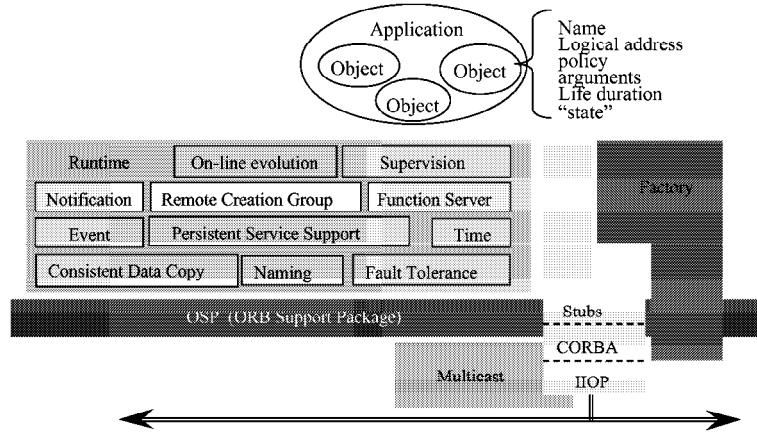 Application
Object
Object
Object
Name
Logical address
policy
arguments
Life duration
“state”
Runtime
On-line evolution
Supervision
Factory
Notification
Remote Creation Group
Function Server
Event
Persistent Service Support
Time
Consistent Data Copy
Naming
Fault Tolerance
OSP (ORB Support Package)
Stubs
CORBA
Multicast
IIOP